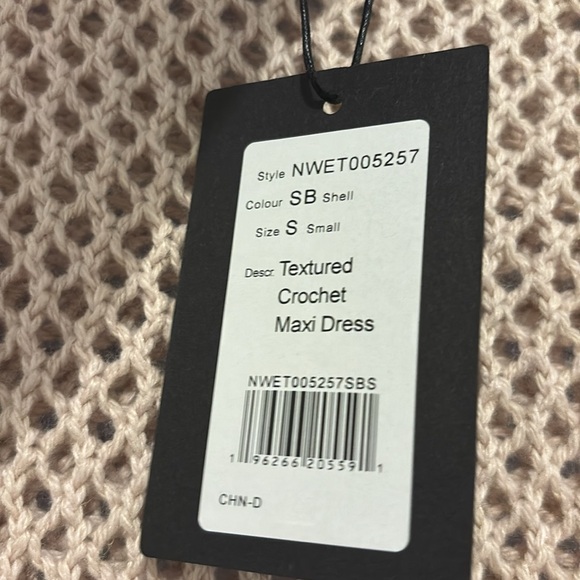 Style NWET005257
Colour SB Shell
Size S Small
Descr. Textured
Crochet
Maxi Dress
NWET005257SBS
1 96266 20559 1
CHN-D